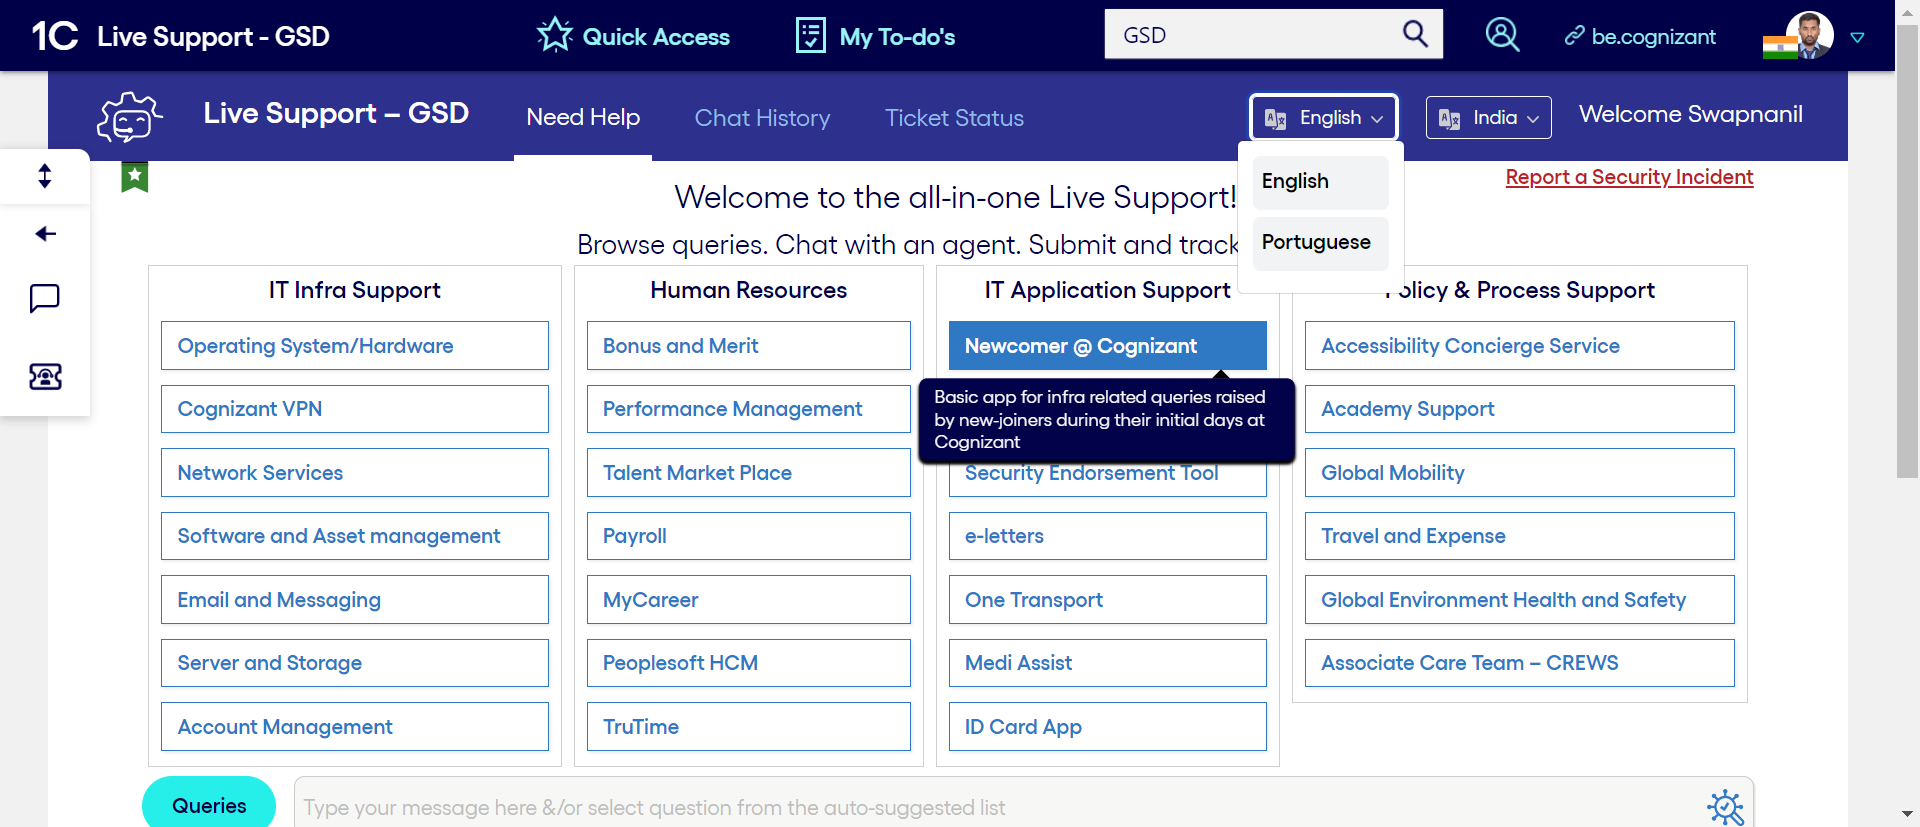 1C Live Support - GSD
Quick Access
My To-do's
GSD
be.cognizant
Live Support – GSD
Need Help
Chat History
Ticket Status
English
India
Welcome Swapnanil
English
Portuguese
Report a Security Incident
Welcome to the all-in-one Live Support!
Browse queries. Chat with an agent. Submit and track
IT Infra Support
Operating System/Hardware
Cognizant VPN
Network Services
Software and Asset management
Email and Messaging
Server and Storage
Account Management
Human Resources
Bonus and Merit
Performance Management
Talent Market Place
Payroll
MyCareer
Peoplesoft HCM
TruTime
IT Application Support
Newcomer @ Cognizant
Basic app for infra related queries raised
by new-joiners during their initial days at
Cognizant
Security Endorsement Tool
e-letters
One Transport
Medi Assist
ID Card App
Policy & Process Support
Accessibility Concierge Service
Academy Support
Global Mobility
Travel and Expense
Global Environment Health and Safety
Associate Care Team – CREWS
Queries
Type your message here &/or select question from the auto-suggested list